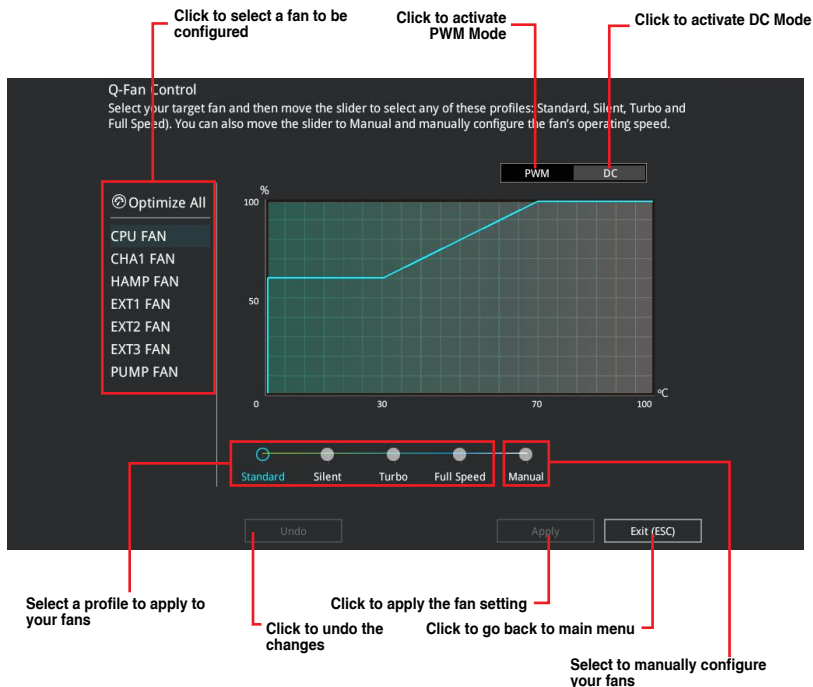 Click to select a fan to be
configured
Click to activate
PWM Mode
Click to activate DC Mode
Q-Fan Control
Select your target fan and then move the slider to select any of these profiles: Standard, Silent, Turbo and
Full Speed). You can also move the slider to Manual and manually configure the fan's operating speed.
PWM
DC
Optimize All
CPU FAN
CHA1 FAN
HAMP FAN
EXT1 FAN
EXT2 FAN
EXT3 FAN
PUMP FAN
%
100
50
0
30
70
100
ºC
Standard
Silent
Turbo
Full Speed
Manual
Undo
Apply
Exit (ESC)
Select a profile to apply to
your fans
Click to undo the
changes
Click to apply the fan setting
Click to go back to main menu
Select to manually configure
your fans